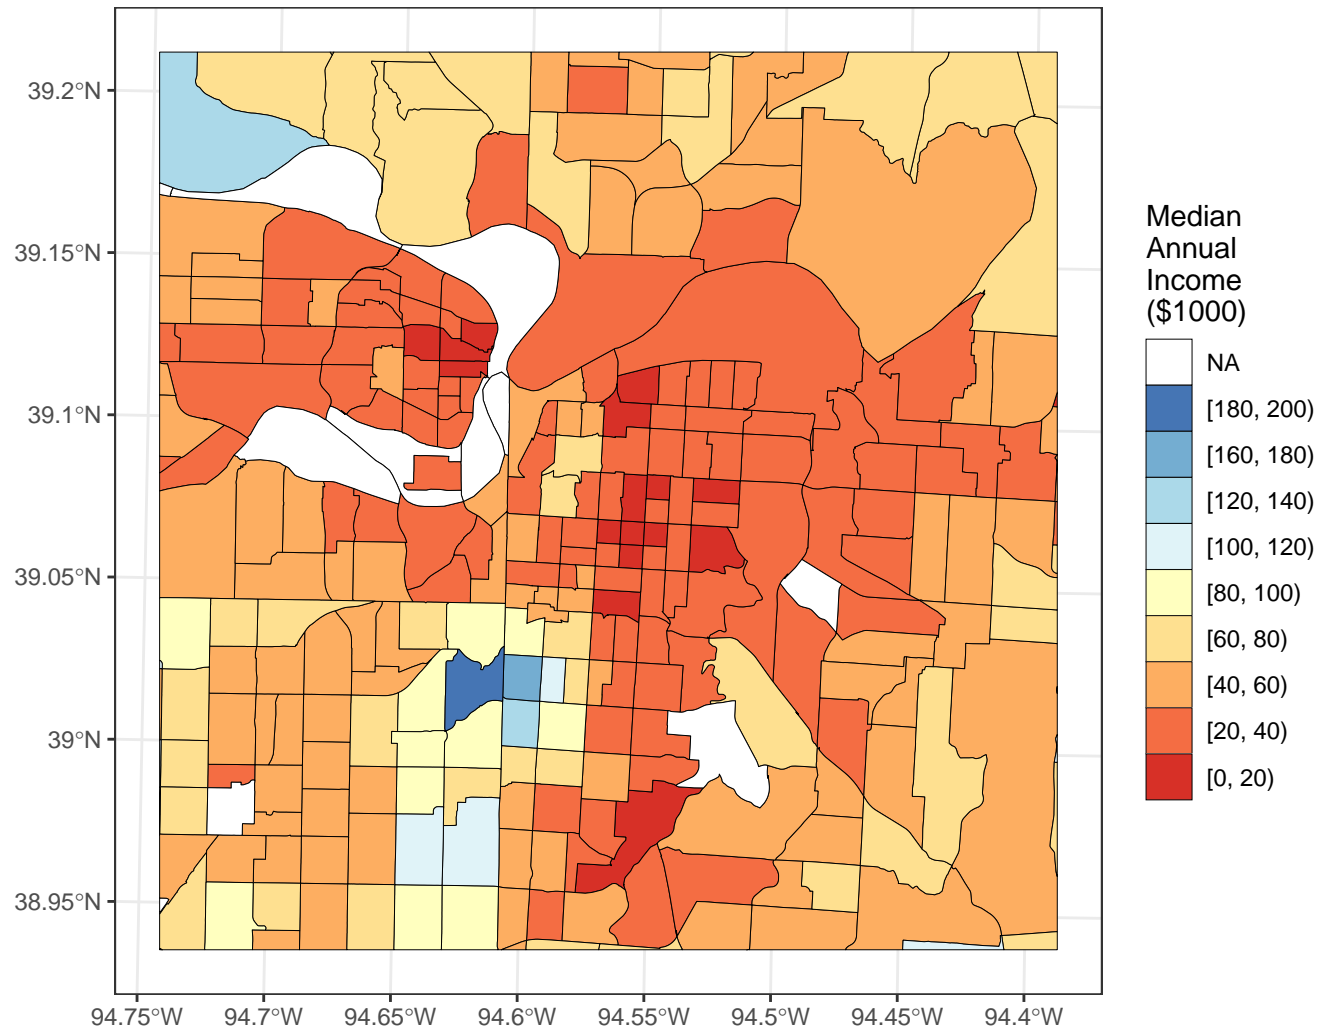 39.2°N
39.15°N
39.1°N
39.05°N
39°N
38.95°N
94.75°W
94.7°W
94.65°W
94.6°W
94.55°W
94.5°W
94.45°W
94.4°W
Median
Annual
Income
($1000)
NA
[180, 200)
[160, 180)
[120, 140)
[100, 120)
[80, 100)
[60, 80)
[40, 60)
[20, 40)
[0, 20)